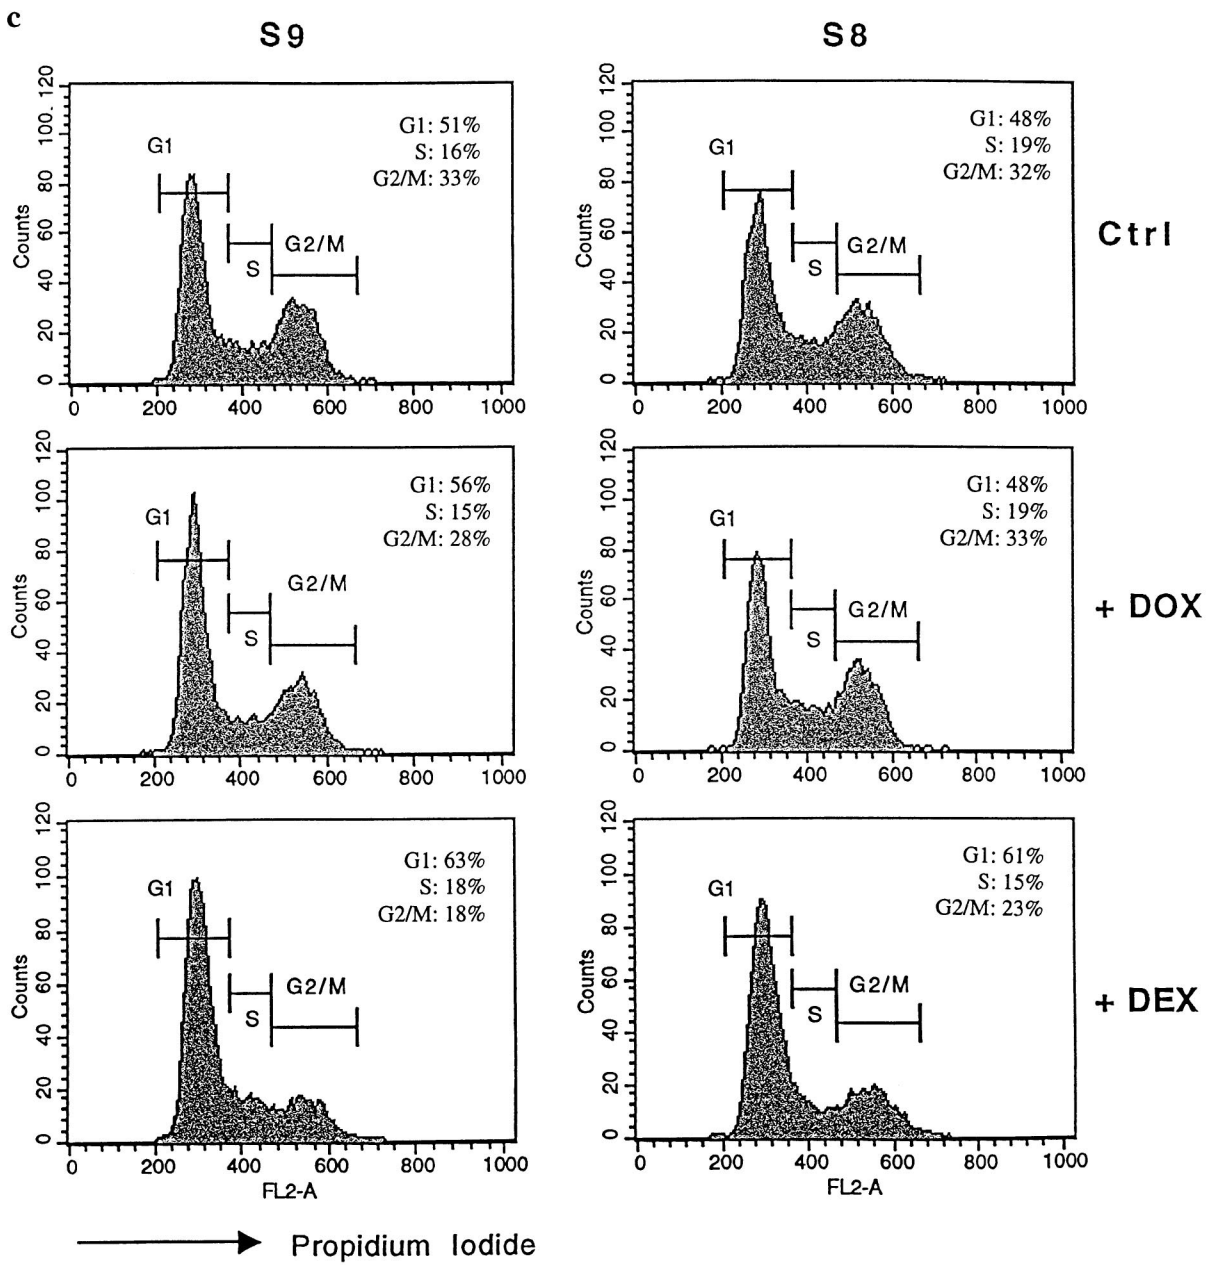 c
S9 S8
120
100
80
60
40
20
0
Counts
G1
S
G2/M
G1: 51%
S: 16%
G2/M: 33%
0 200 400 600 800 1000
120
100
80
60
40
20
0
Counts
G1
S
G2/M
G1: 48%
S: 19%
G2/M: 32%
0 200 400 600 800 1000
Ctrl
120
100
80
60
40
20
0
Counts
G1
S
G2/M
G1: 56%
S: 15%
G2/M: 28%
0 200 400 600 800 1000
120
100
80
60
40
20
0
Counts
G1
S
G2/M
G1: 48%
S: 19%
G2/M: 33%
0 200 400 600 800 1000
+ DOX
120
100
80
60
40
20
0
Counts
G1
S
G2/M
G1: 63%
S: 18%
G2/M: 18%
0 200 400 600 800 1000
FL2-A
120
100
80
60
40
20
0
Counts
G1
S
G2/M
G1: 61%
S: 15%
G2/M: 23%
0 200 400 600 800 1000
FL2-A
+ DEX
Propidium Iodide